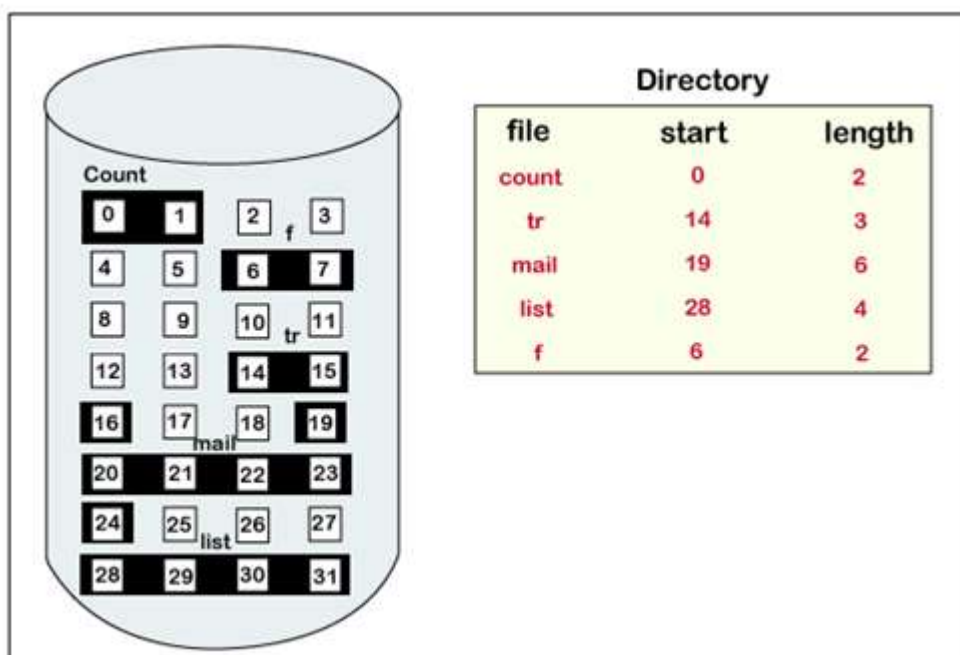 Count
0 1 2 3
f
4 5 6 7
8 9 10 11
tr
12 13 14 15
16 17 18 19
mail
20 21 22 23
24 25 26 27
list
28 29 30 31
Directory
file start length
count 0 2
tr 14 3
mail 19 6
list 28 4
f 6 2